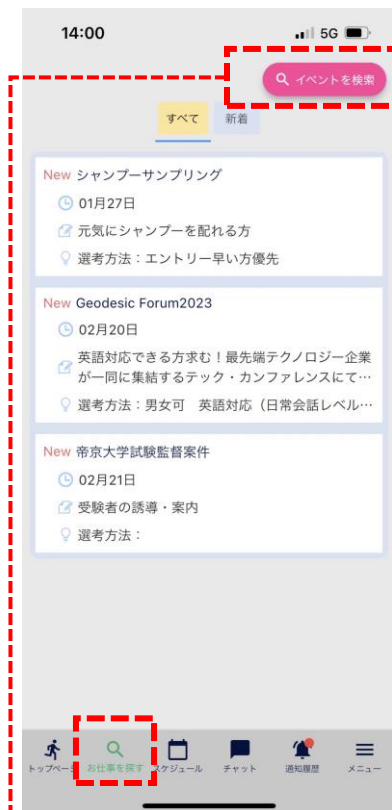 14:00
5G
イベントを検索
すべて
新着
New シャンプーサンプリング
01月27日
元気にシャンプーを配れる方
選考方法：エントリー早い方優先
New Geodesic Forum2023
02月20日
英語対応できる方求む！最先端テクノロジー企業
が一同に集結するテック・カンファレンスにて…
選考方法：男女可　英語対応（日常会話レベル…
New 帝京大学試験監督案件
02月21日
受験者の誘導・案内
選考方法：
トップページ
お仕事を探す
スケジュール
チャット
通知履歴
メニュー